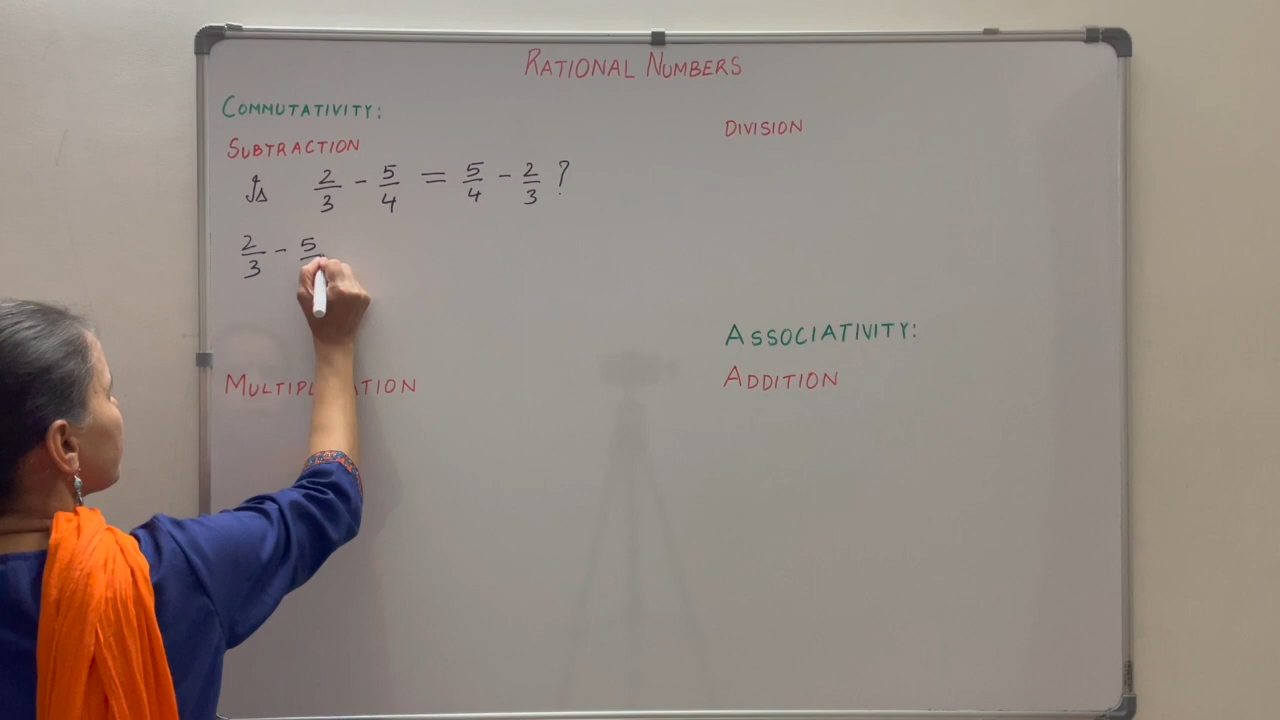 RATIONAL NUMBERS
COMMUTATIVITY:
SUBTRACTION
Is 2/3 - 5/4 = 5/4 - 2/3 ?
2/3 - 5/
DIVISION
ASSOCIATIVITY:
ADDITION